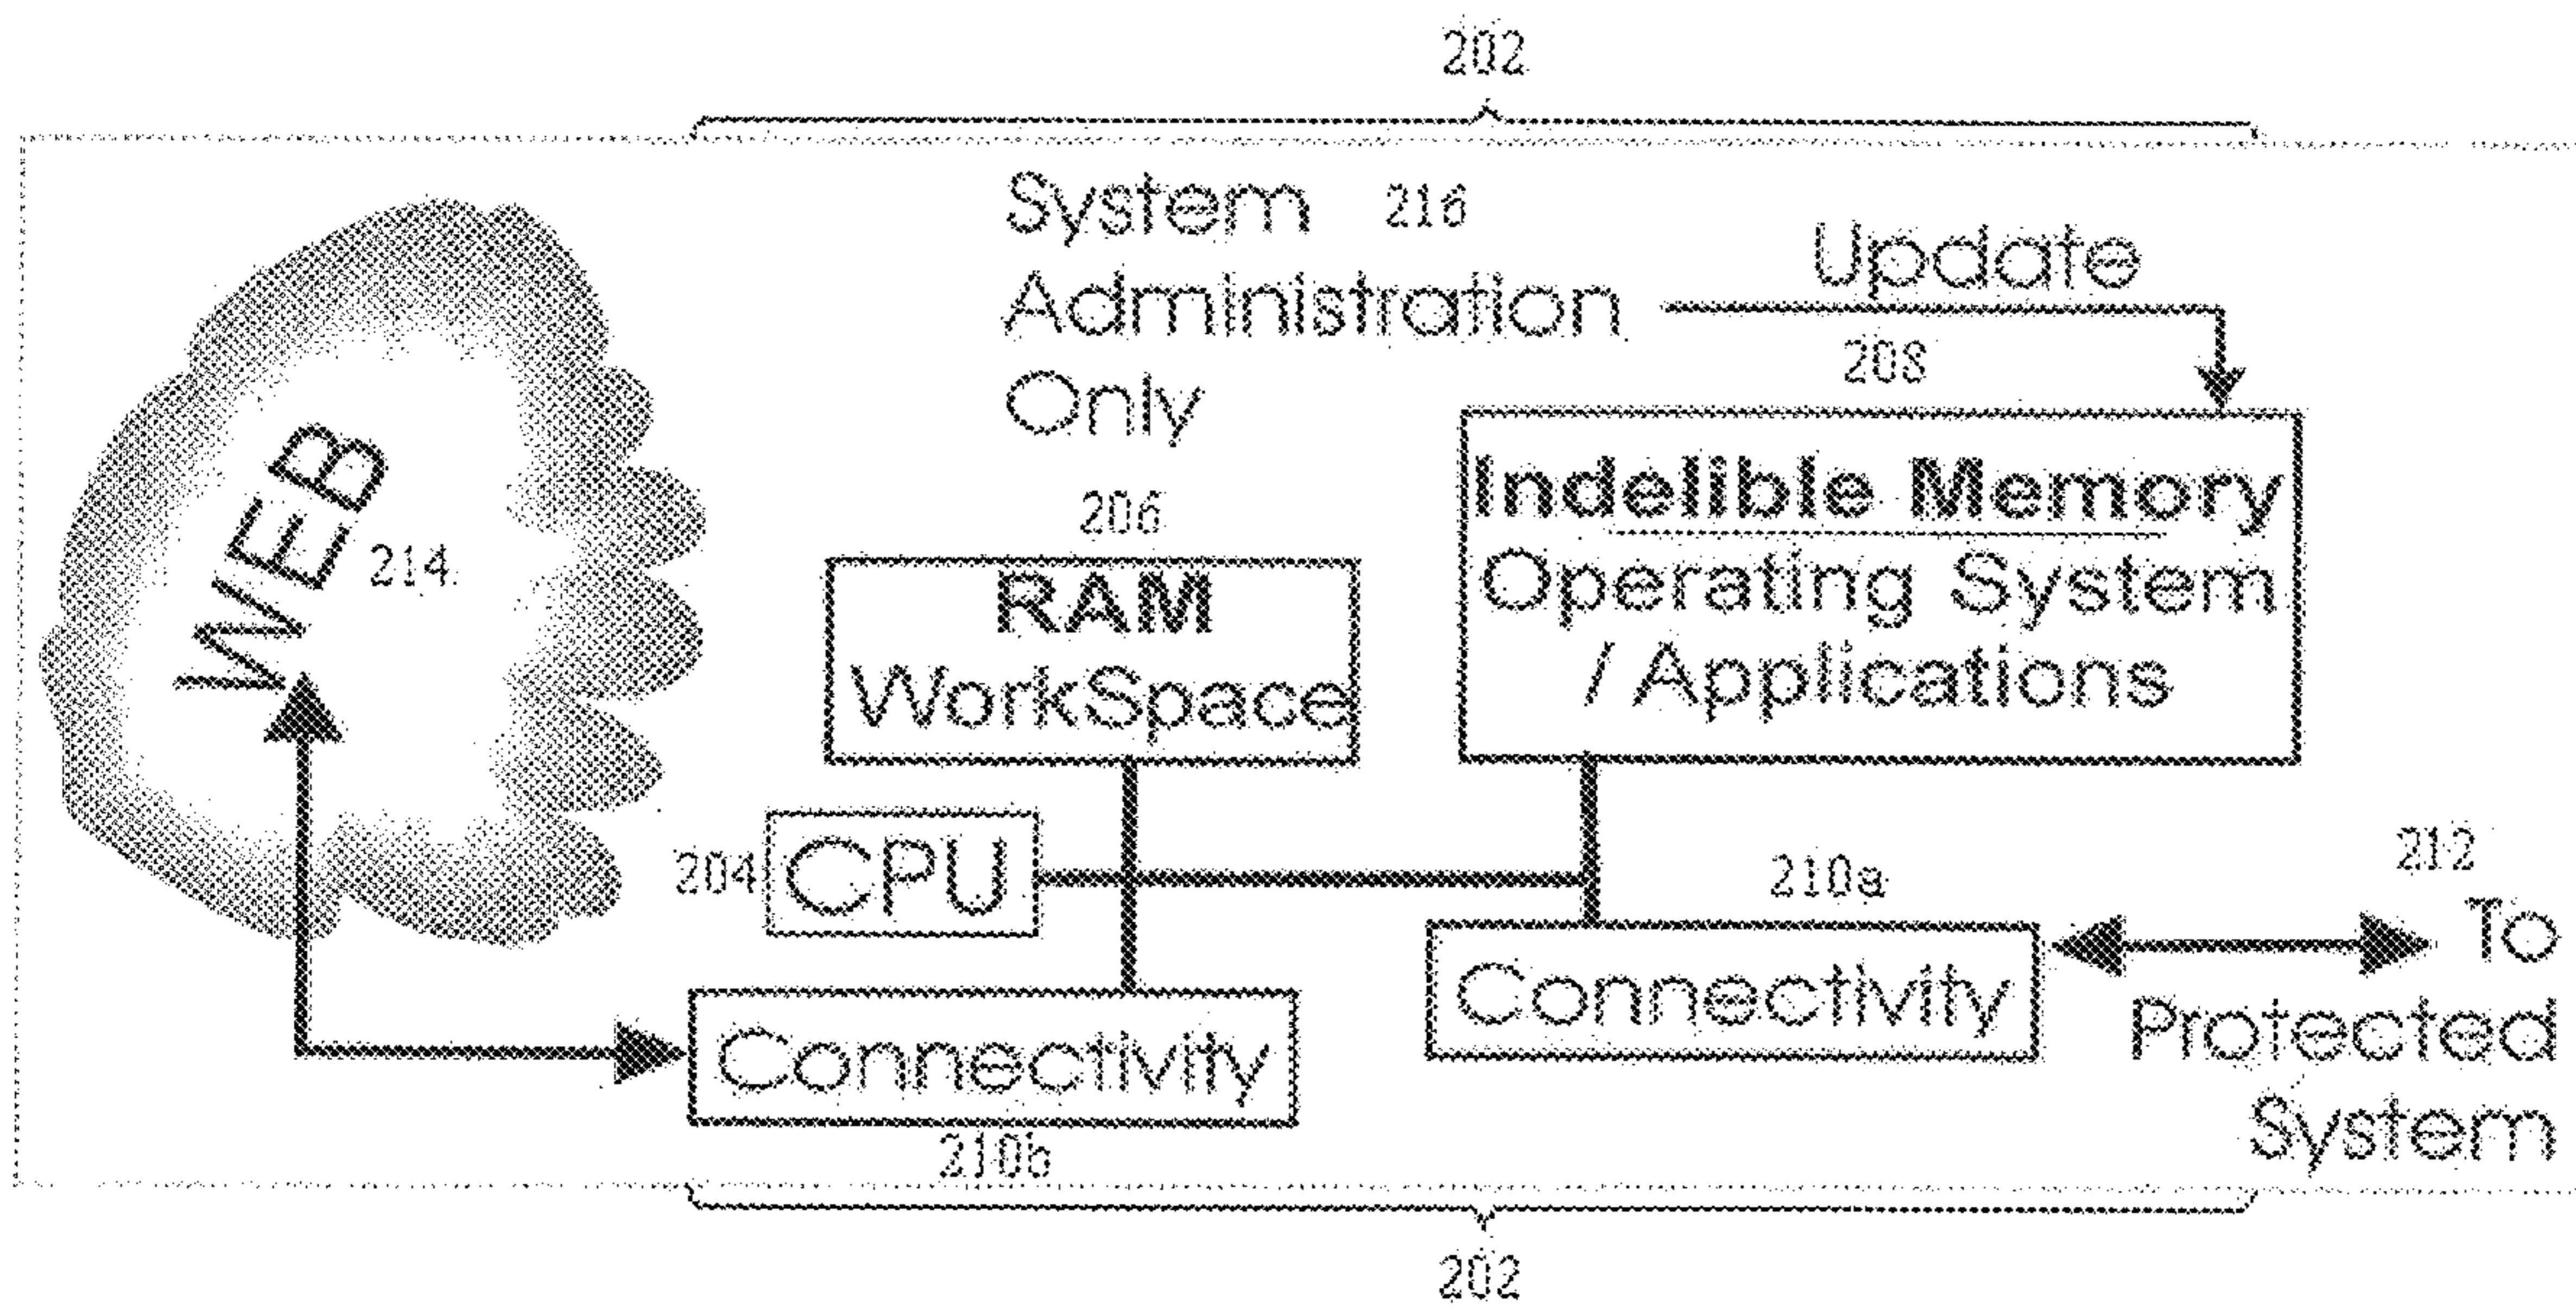 202
System 216
Administration
Only
Update
208
WEB
214
206
RAM
WorkSpace
Indelible Memory
Operating System
/ Applications
204
CPU
210a
Connectivity
212
To
Protected
System
Connectivity
210b
202